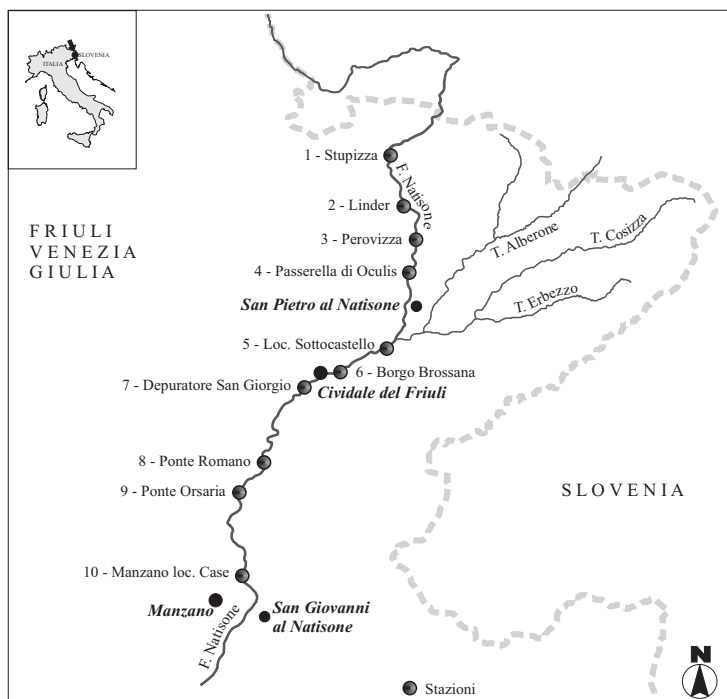 SLOVENIA
ITALIA
1 - Stupizza
F. Natisone
2 - Linder
FRIULI
VENEZIA
GIULIA
3 - Perovizza
T. Alberone
T. Cosizza
4 - Passerella di Oculis
T. Erbezzo
San Pietro al Natisone
5 - Loc. Sottocastello
6 - Borgo Brossana
7 - Depuratore San Giorgio
Cividale del Friuli
8 - Ponte Romano
9 - Ponte Orsaria
SLOVENIA
10 - Manzano loc. Case
Manzano
San Giovanni
al Natisone
F. Natisone
N
Stazioni